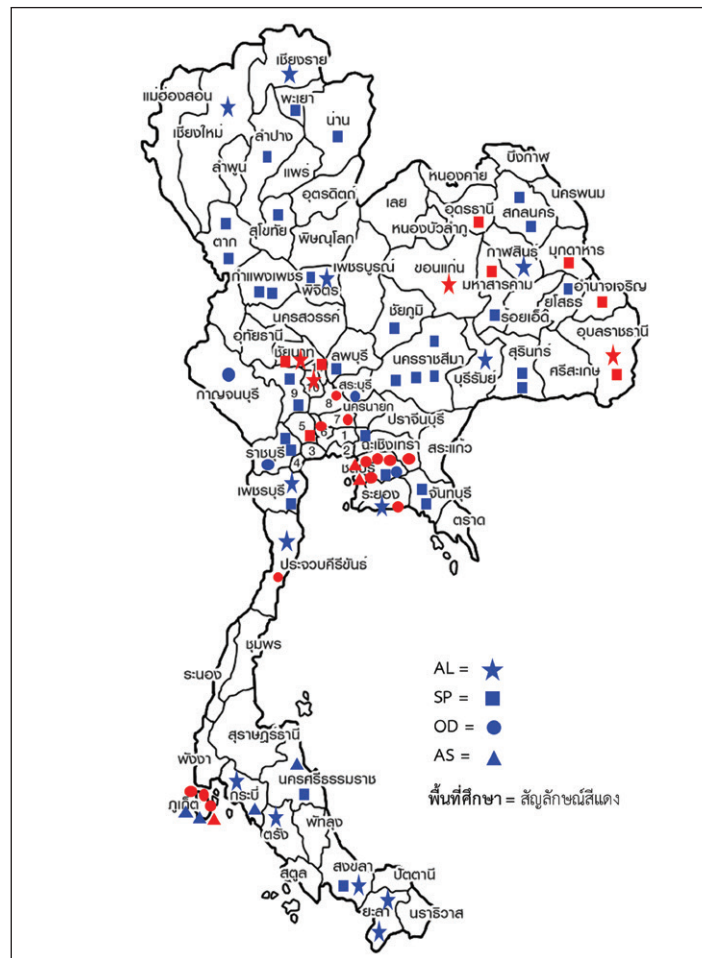 เชียงราย
แม่ฮ่องสอน
พะเยา
น่าน
เชียงใหม่
ลำปาง
ลำพูน
แพร่
อุตรดิตถ์
บึงกาฬ
หนองคาย
เลย
อุดรธานี
นครพนม
สกลนคร
หนองบัวลำภู
สุโขทัย
ตาก
พิษณุโลก
กาฬสินธุ์
มุกดาหาร
กำแพงเพชร
เพชรบูรณ์
ขอนแก่น
พิจิตร
มหาสารคาม
อำนาจเจริญ
ยโสธร
ชัยภูมิ
ร้อยเอ็ด
นครสวรรค์
อุบลราชธานี
อุทัยธานี
ชัยนาท
ลพบุรี
นครราชสีมา
สุรินทร์
ศรีสะเกษ
บุรีรัมย์
กาญจนบุรี
สระบุรี
10
9
8
นครนายก
7
ปราจีนบุรี
5
6
1
ฉะเชิงเทรา
สระแก้ว
ราชบุรี
3
2
4
ชลบุรี
เพชรบุรี
ระยอง
จันทบุรี
ตราด
ประจวบคีรีขันธ์
ชุมพร
ระนอง
AL =
SP =
OD =
AS =
พื้นที่ศึกษา = สัญลักษณ์สีแดง
สุราษฎร์ธานี
พังงา
นครศรีธรรมราช
กระบี่
ภูเก็ต
ตรัง
พัทลุง
สตูล
สงขลา
ปัตตานี
ยะลา
นราธิวาส